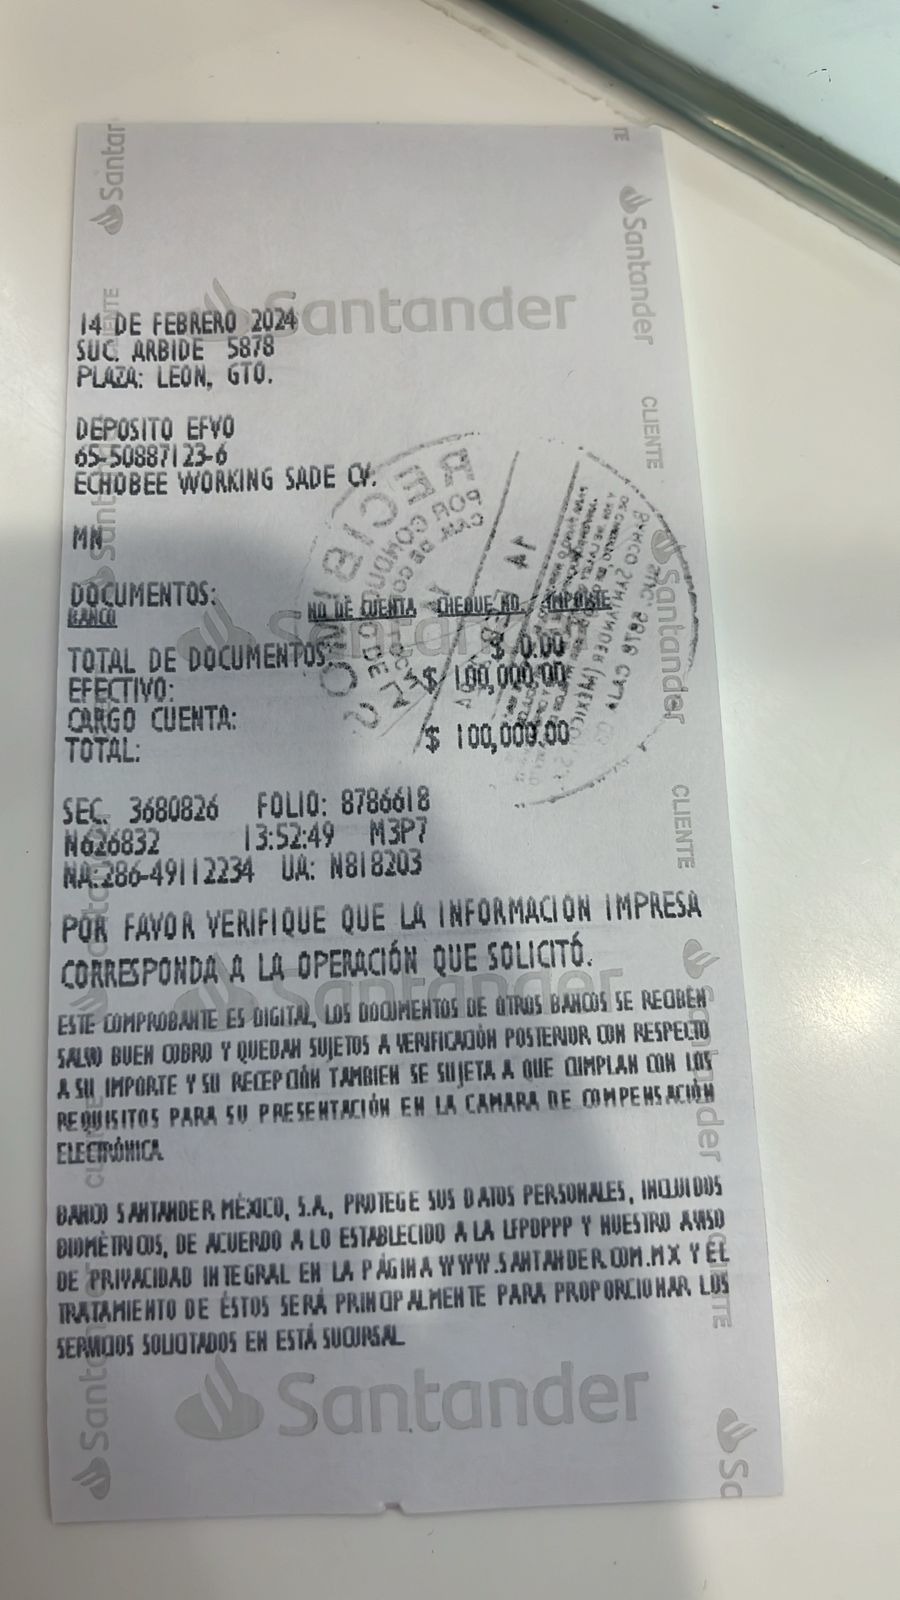 Santander
14 DE FEBRERO 2024
SUC. ARBIDE 5878
PLAZA: LEON, GTO.
DEPOSITO EFVO
65-50887123-6
ECHOBEE WORKING SADE CV.
MN
DOCUMENTOS:
BANCO NO DE CUENTA CHEQUE NO. IMPORTE
TOTAL DE DOCUMENTOS: $ 0.00
EFECTIVO: $ 100,000.00
CARGO CUENTA:
TOTAL: $ 100,000.00
SEC. 3680826 FOLIO: 8786618
N626832 13:52:49 M3P7
NA:286-49112234 UA: N818203
POR FAVOR VERIFIQUE QUE LA INFORMACION IMPRESA
CORRESPONDA A LA OPERACIÓN QUE SOLICITÓ.
ESTE COMPROBANTE ES DIGITAL, LOS DOCUMENTOS DE OTROS BANCOS SE RECIBEN
SALVO BUEN COBRO Y QUEDAN SUJETOS A VERIFICACIÓN POSTERIOR CON RESPECTO
A SU IMPORTE Y SU RECEPCIÓN TAMBIEN SE SUJETA A QUE CUMPLAN CON LOS
REQUISITOS PARA SU PRESENTACIÓN EN LA CAMARA DE COMPENSACIÓN
ELECTRÓNICA
BANCO SANTANDER MÉXICO, S.A., PROTEGE SUS DATOS PERSONALES, INCLUIDOS
BIOMÉTRICOS, DE ACUERDO A LO ESTABLECIDO A LA LFPDPPP Y NUESTRO AVISO
DE PRIVACIDAD INTEGRAL EN LA PÁGINA WWW.SANTANDER.COM.MX Y EL
TRATAMIENTO DE ÉSTOS SERÁ PRINCIPALMENTE PARA PROPORCIONAR LOS
SERVICIOS SOLICITADOS EN ESTÁ SUCURSAL.
Santander